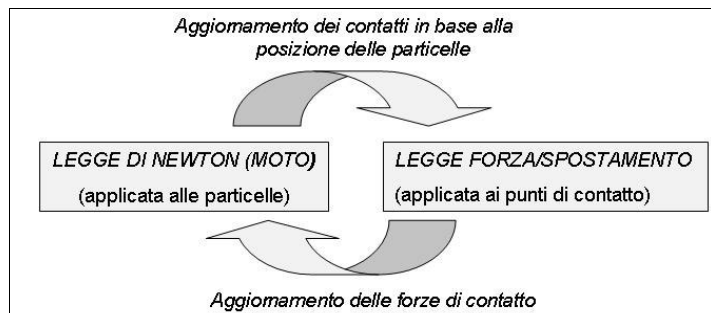 Aggiornamento dei contatti in base alla
posizione delle particelle
LEGGE DI NEWTON (MOTO)
(applicata alle particelle)
LEGGE FORZA/SPOSTAMENTO
(applicata ai punti di contatto)
Aggiornamento delle forze di contatto